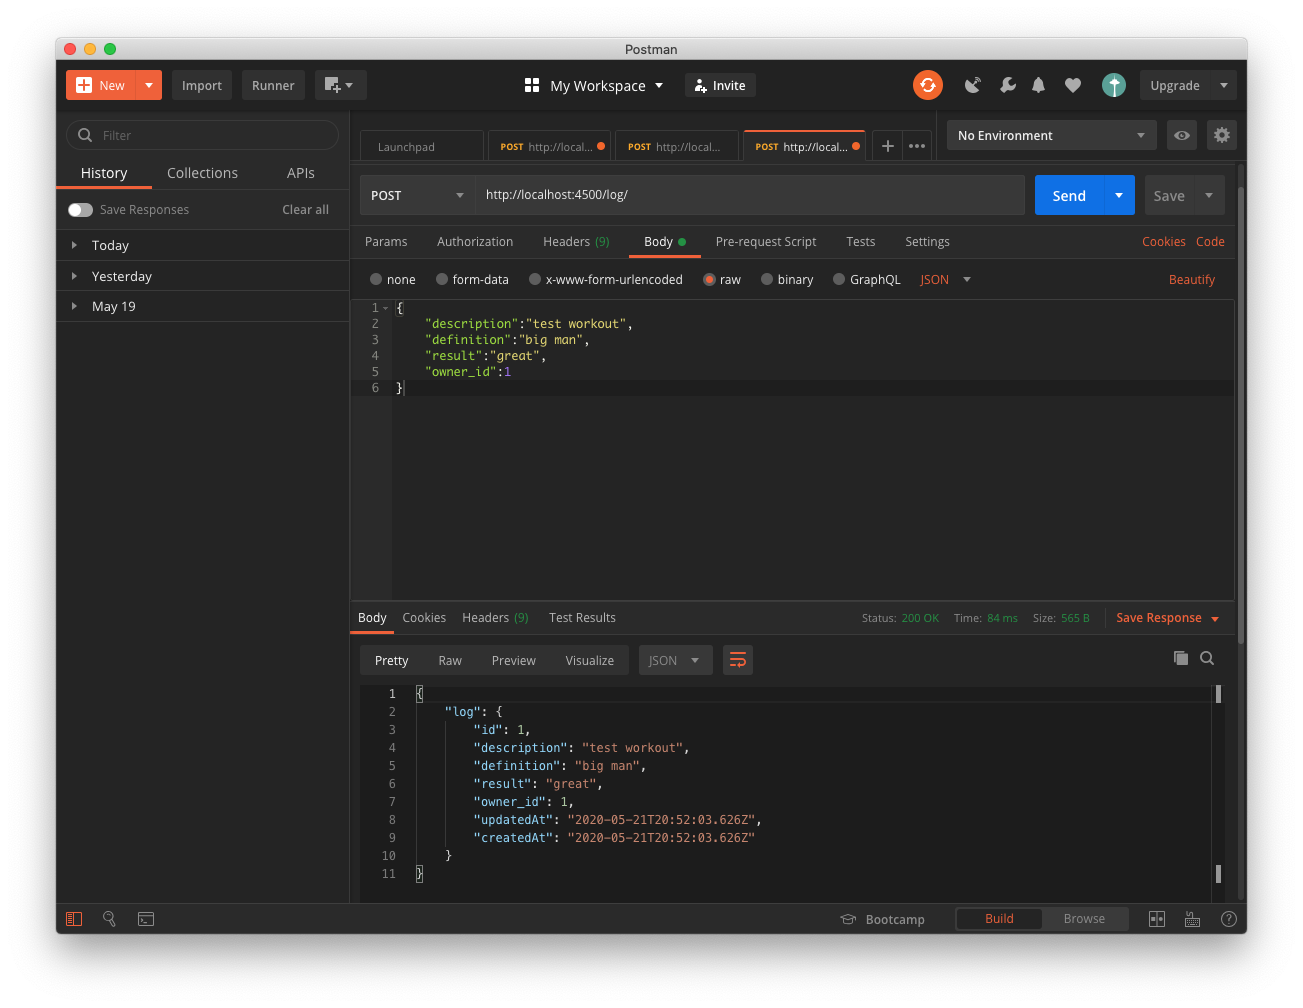 Postman
New
Import
Runner
My Workspace
Invite
Upgrade
Filter
History Collections APIs
Save Responses Clear all
Today
Yesterday
May 19
Launchpad
POST http://local...
POST http://local...
POST http://local...
No Environment
POST http://localhost:4500/log/
Send
Save
Params Authorization Headers (9) Body Pre-request Script Tests Settings Cookies Code
none form-data x-www-form-urlencoded raw binary GraphQL JSON Beautify
1 {
2 "description":"test workout",
3 "definition":"big man",
4 "result":"great",
5 "owner_id":1
6 }
Body Cookies Headers (9) Test Results Status: 200 OK Time: 84 ms Size: 565 B Save Response
Pretty Raw Preview Visualize JSON
1 {
2 "log": {
3 "id": 1,
4 "description": "test workout",
5 "definition": "big man",
6 "result": "great",
7 "owner_id": 1,
8 "updatedAt": "2020-05-21T20:52:03.626Z",
9 "createdAt": "2020-05-21T20:52:03.626Z"
10 }
11 }
Bootcamp Build Browse